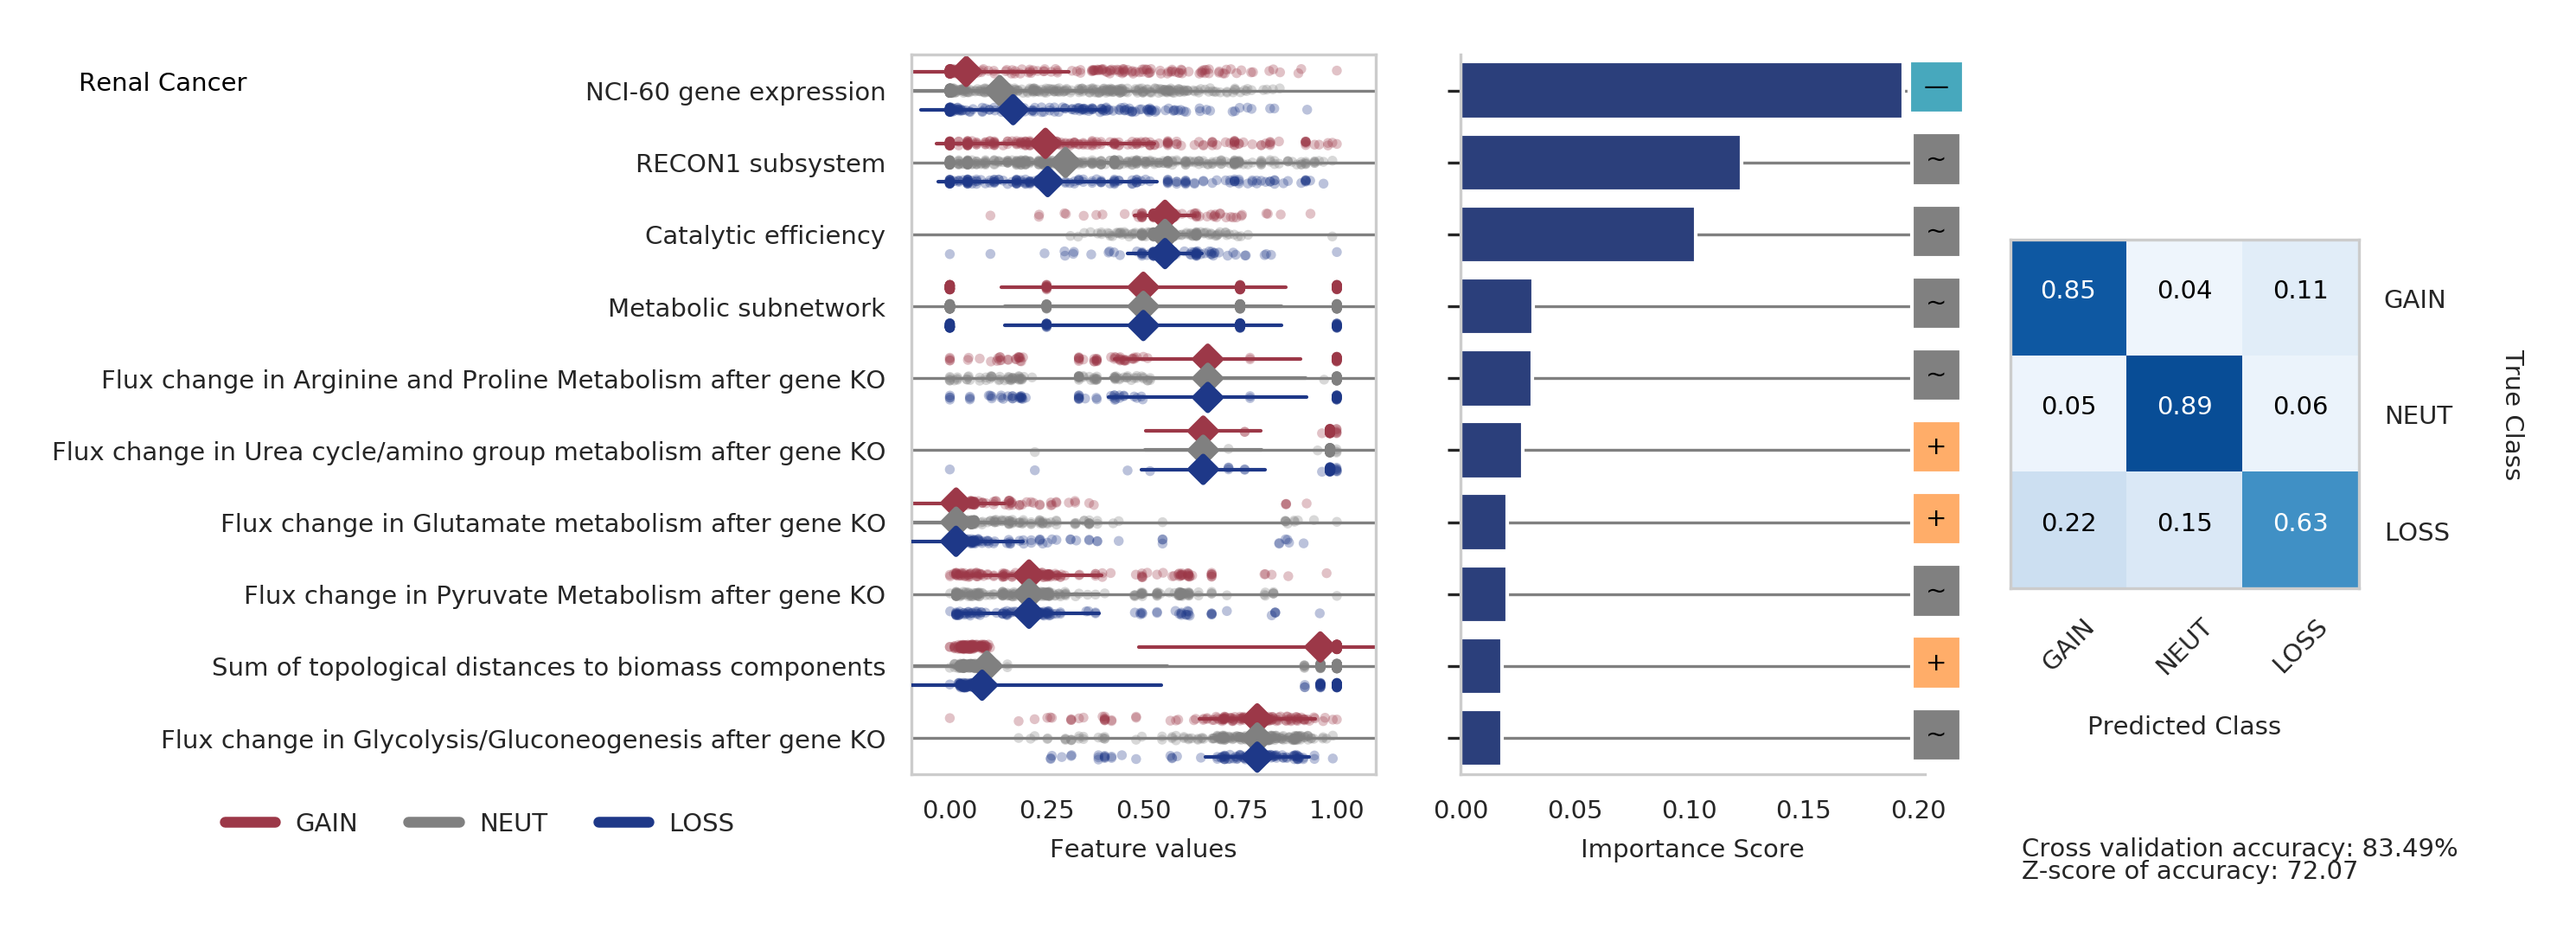 Renal Cancer
NCI-60 gene expression
RECON1 subsystem
Catalytic efficiency
Metabolic subnetwork
Flux change in Arginine and Proline Metabolism after gene KO
Flux change in Urea cycle/amino group metabolism after gene KO
Flux change in Glutamate metabolism after gene KO
Flux change in Pyruvate Metabolism after gene KO
Sum of topological distances to biomass components
Flux change in Glycolysis/Gluconeogenesis after gene KO
GAIN NEUT LOSS
0.00 0.25 0.50 0.75 1.00
Feature values
—
~
~
~
~
+
+
~
+
~
0.00 0.05 0.10 0.15 0.20
Importance Score
0.85 0.04 0.11 GAIN
0.05 0.89 0.06 NEUT
0.22 0.15 0.63 LOSS
True Class
GAIN NEUT LOSS
Predicted Class
Cross validation accuracy: 83.49%
Z-score of accuracy: 72.07